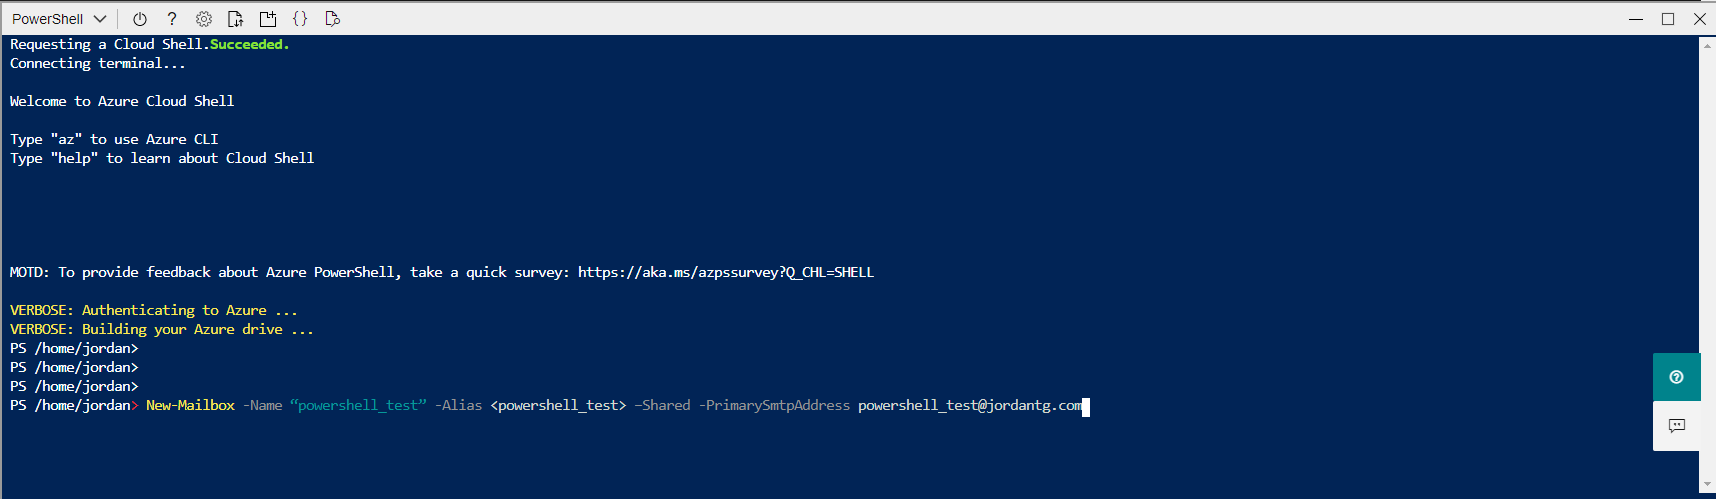 PowerShell ? {}
Requesting a Cloud Shell.Succeeded.
Connecting terminal...
Welcome to Azure Cloud Shell
Type "az" to use Azure CLI
Type "help" to learn about Cloud Shell
MOTD: To provide feedback about Azure PowerShell, take a quick survey: https://aka.ms/azpssurvey?Q_CHL=SHELL
VERBOSE: Authenticating to Azure ...
VERBOSE: Building your Azure drive ...
PS /home/jordan>
PS /home/jordan>
PS /home/jordan>
PS /home/jordan> New-Mailbox -Name “powershell_test” -Alias <powershell_test> –Shared -PrimarySmtpAddress powershell_test@jordantg.com